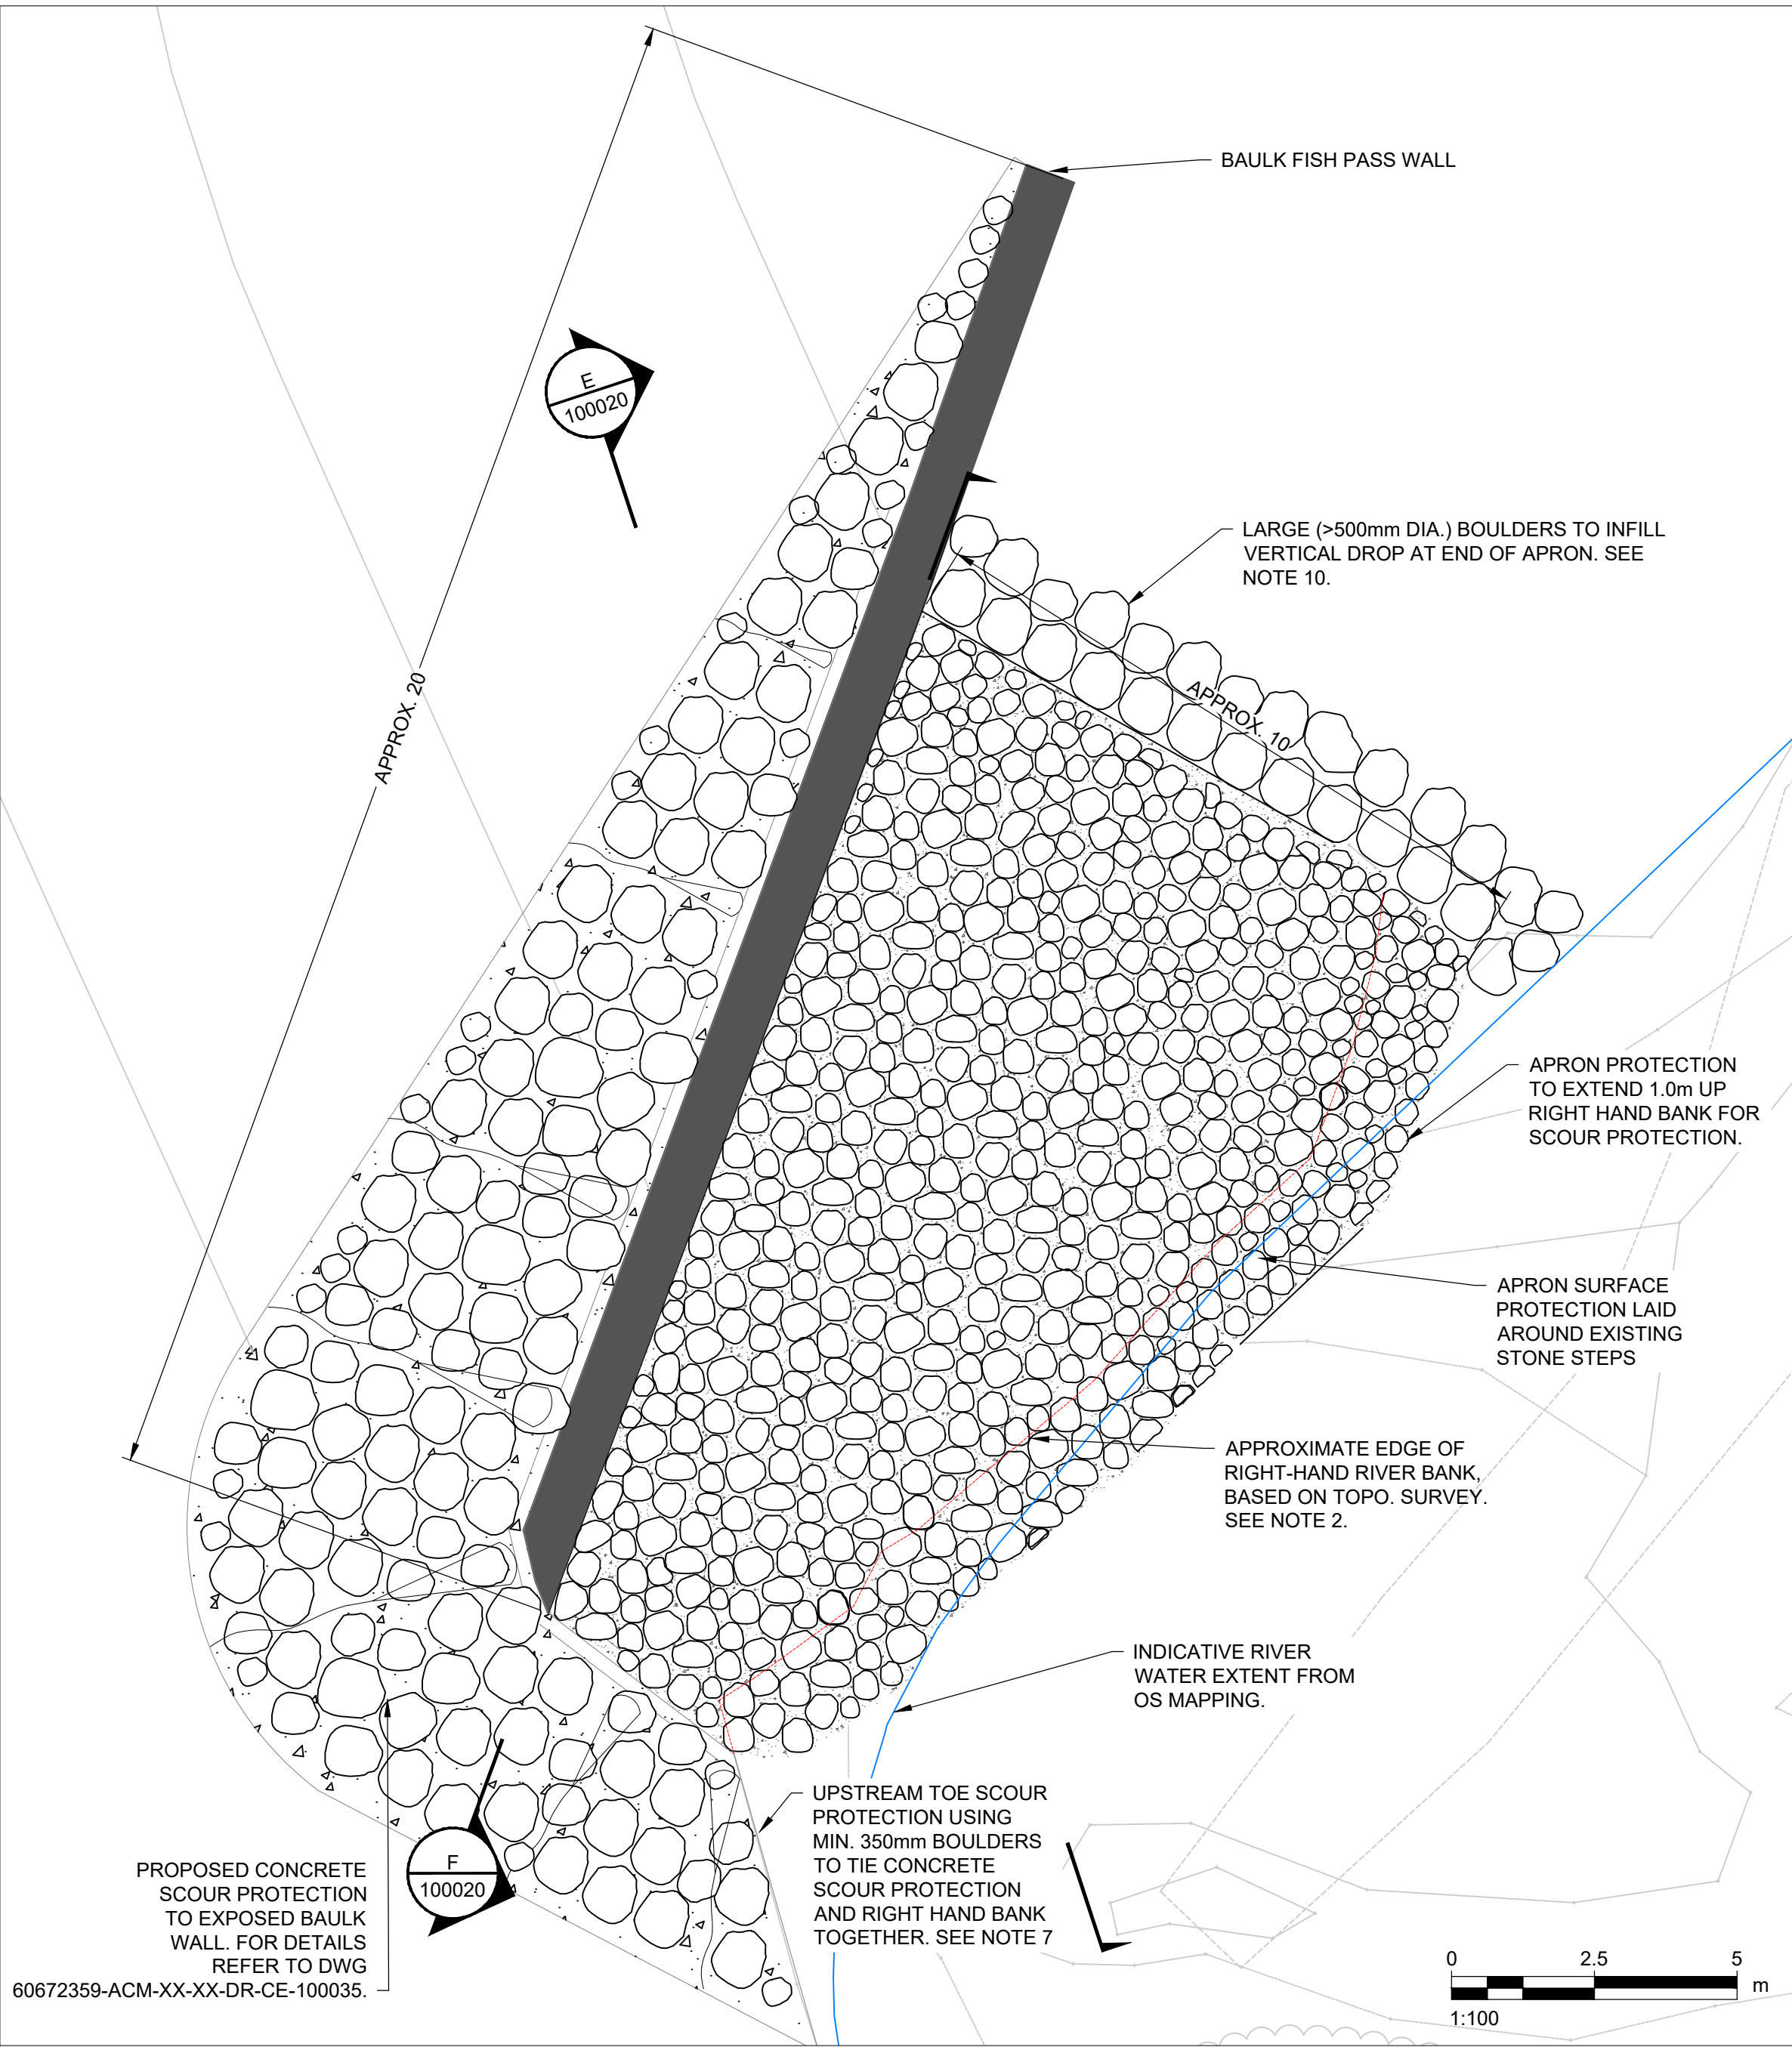 BAULK FISH PASS WALL
E
100020
LARGE (>500mm DIA.) BOULDERS TO INFILL
VERTICAL DROP AT END OF APRON. SEE
NOTE 10.
APPROX. 20
APPROX. 10
APRON PROTECTION
TO EXTEND 1.0m UP
RIGHT HAND BANK FOR
SCOUR PROTECTION.
APRON SURFACE
PROTECTION LAID
AROUND EXISTING
STONE STEPS
APPROXIMATE EDGE OF
RIGHT-HAND RIVER BANK,
BASED ON TOPO. SURVEY.
SEE NOTE 2.
INDICATIVE RIVER
WATER EXTENT FROM
OS MAPPING.
UPSTREAM TOE SCOUR
PROTECTION USING
MIN. 350mm BOULDERS
TO TIE CONCRETE
SCOUR PROTECTION
AND RIGHT HAND BANK
TOGETHER. SEE NOTE 7
F
100020
PROPOSED CONCRETE
SCOUR PROTECTION
TO EXPOSED BAULK
WALL. FOR DETAILS
REFER TO DWG
60672359-ACM-XX-XX-DR-CE-100035.
0 2.5 5
m
1:100